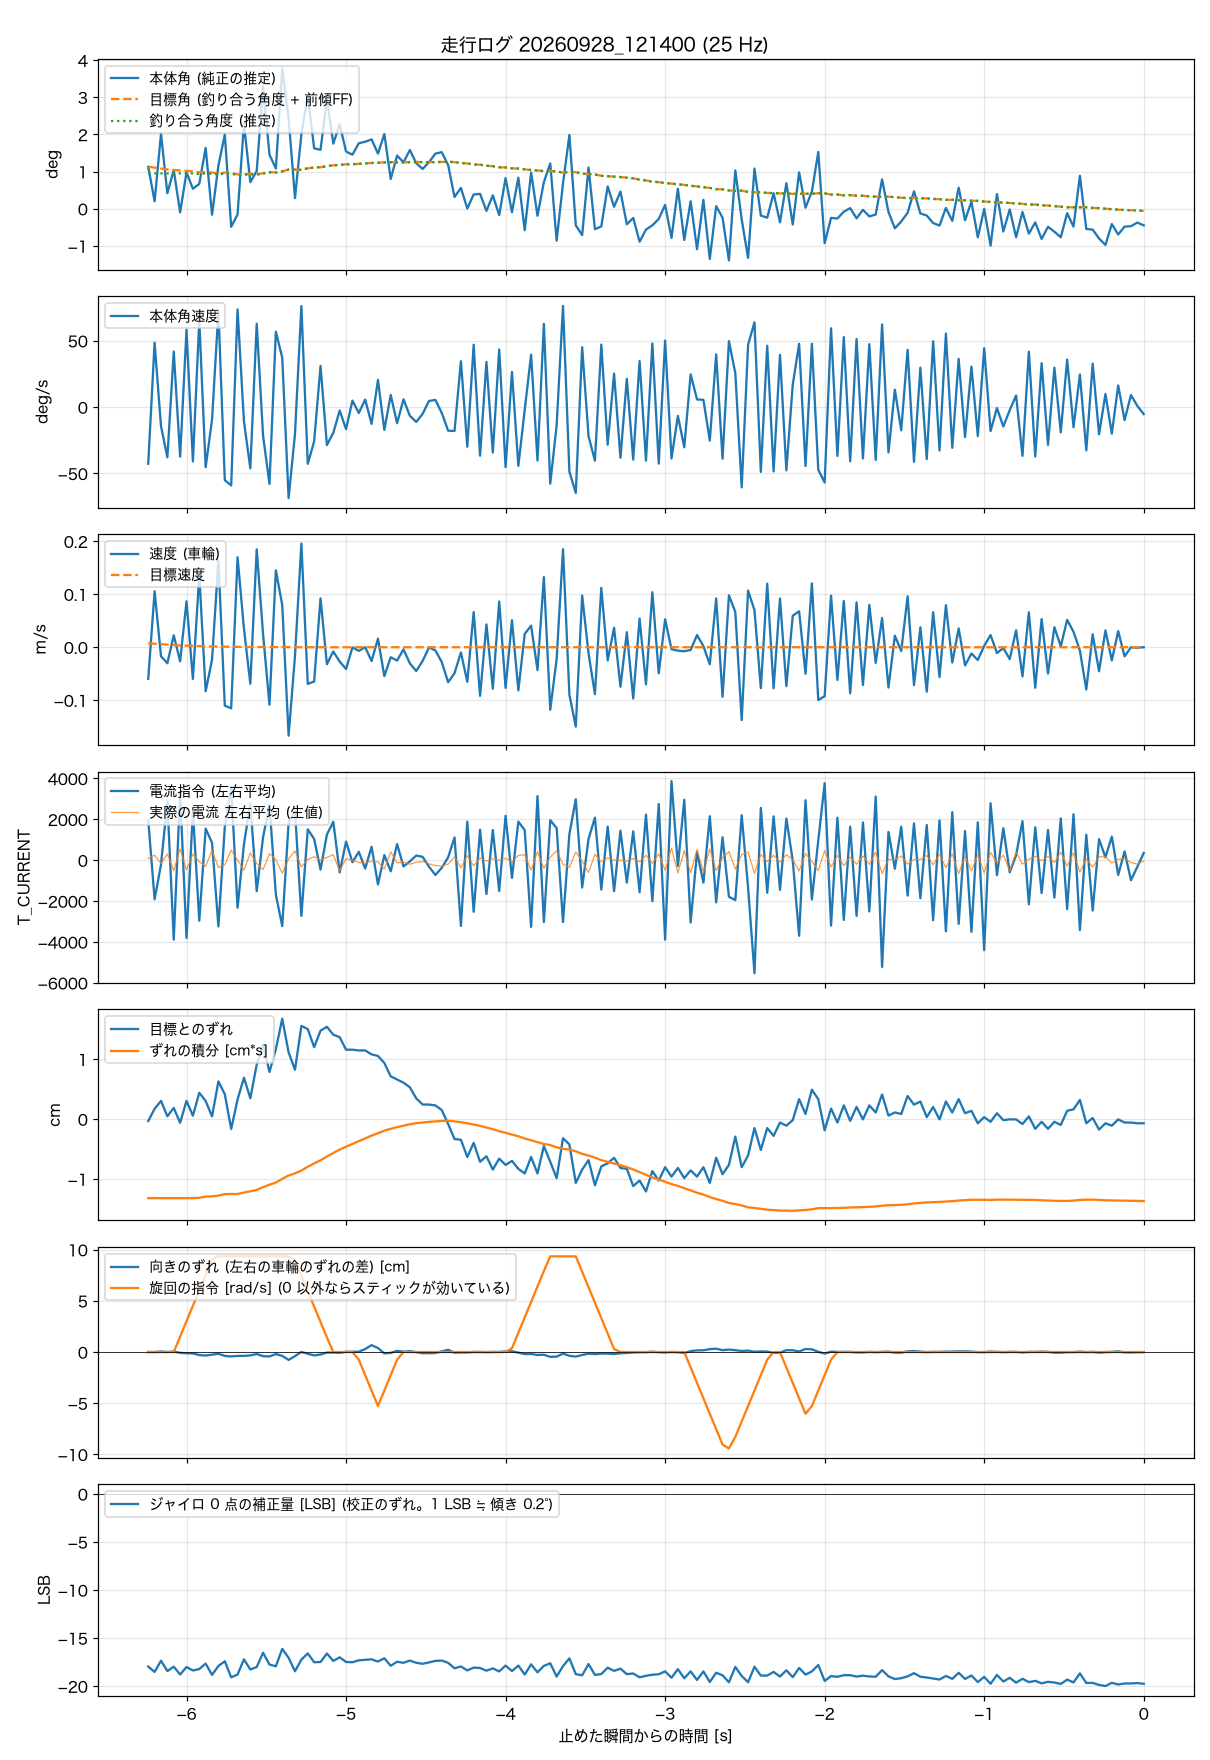 走行ログ 20260928_121400 (25 Hz)
4
3
2
1
0
−1
deg
本体角 (純正の推定)
目標角 (釣り合う角度 + 前傾FF)
釣り合う角度 (推定)
50
0
−50
deg/s
本体角速度
0.2
0.1
0.0
−0.1
m/s
速度 (車輪)
目標速度
4000
2000
0
−2000
−4000
−6000
T_CURRENT
電流指令 (左右平均)
実際の電流 左右平均 (生値)
1
0
−1
cm
目標とのずれ
ずれの積分 [cm*s]
10
5
0
−5
−10
向きのずれ (左右の車輪のずれの差) [cm]
旋回の指令 [rad/s] (0 以外ならスティックが効いている)
0
−5
−10
−15
−20
LSB
ジャイロ 0 点の補正量 [LSB] (校正のずれ。1 LSB ≒ 傾き 0.2°)
−6 −5 −4 −3 −2 −1 0
止めた瞬間からの時間 [s]